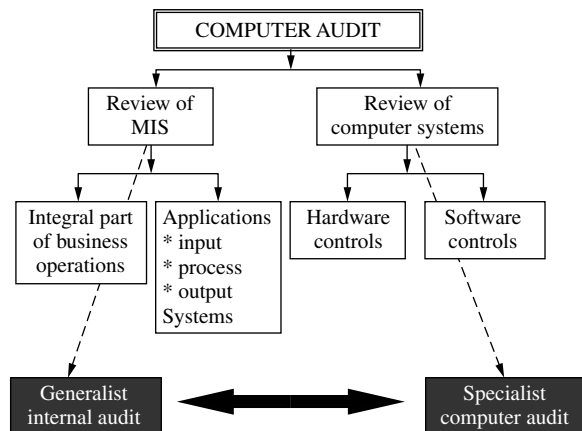 COMPUTER AUDIT
Review of
MIS
Review of
computer systems
Integral part
of business
operations
Applications
* input
* process
* output
Systems
Hardware
controls
Software
controls
Generalist
internal audit
Specialist
computer audit